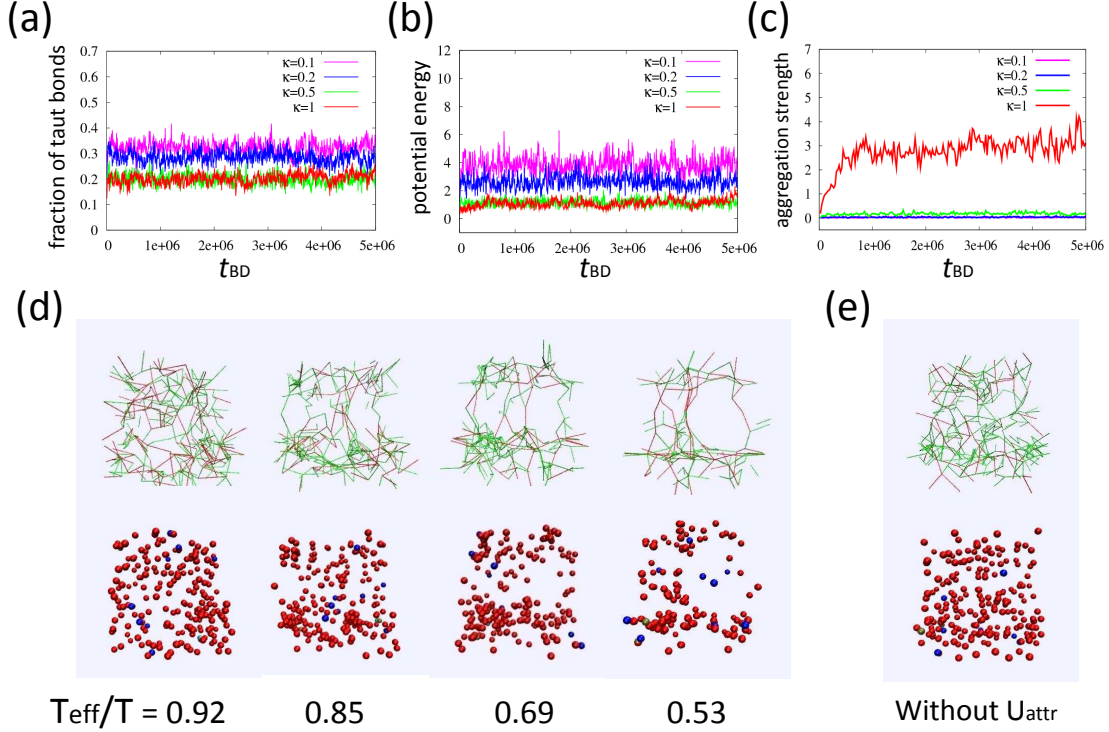 (a)
fraction of taut bonds
0.7
0.6
0.5
0.4
0.3
0.2
0.1
0
κ=0.1
κ=0.2
κ=0.5
κ=1
0 1e+06 2e+06 3e+06 4e+06 5e+06
tBD
(b)
potential energy
12
10
8
6
4
2
0
κ=0.1
κ=0.2
κ=0.5
κ=1
0 1e+06 2e+06 3e+06 4e+06 5e+06
tBD
(c)
aggregation strength
7
6
5
4
3
2
1
0
κ=0.1
κ=0.2
κ=0.5
κ=1
0 1e+06 2e+06 3e+06 4e+06 5e+06
tBD
(d)
Teff/T = 0.92 0.85 0.69 0.53
(e)
Without Uattr